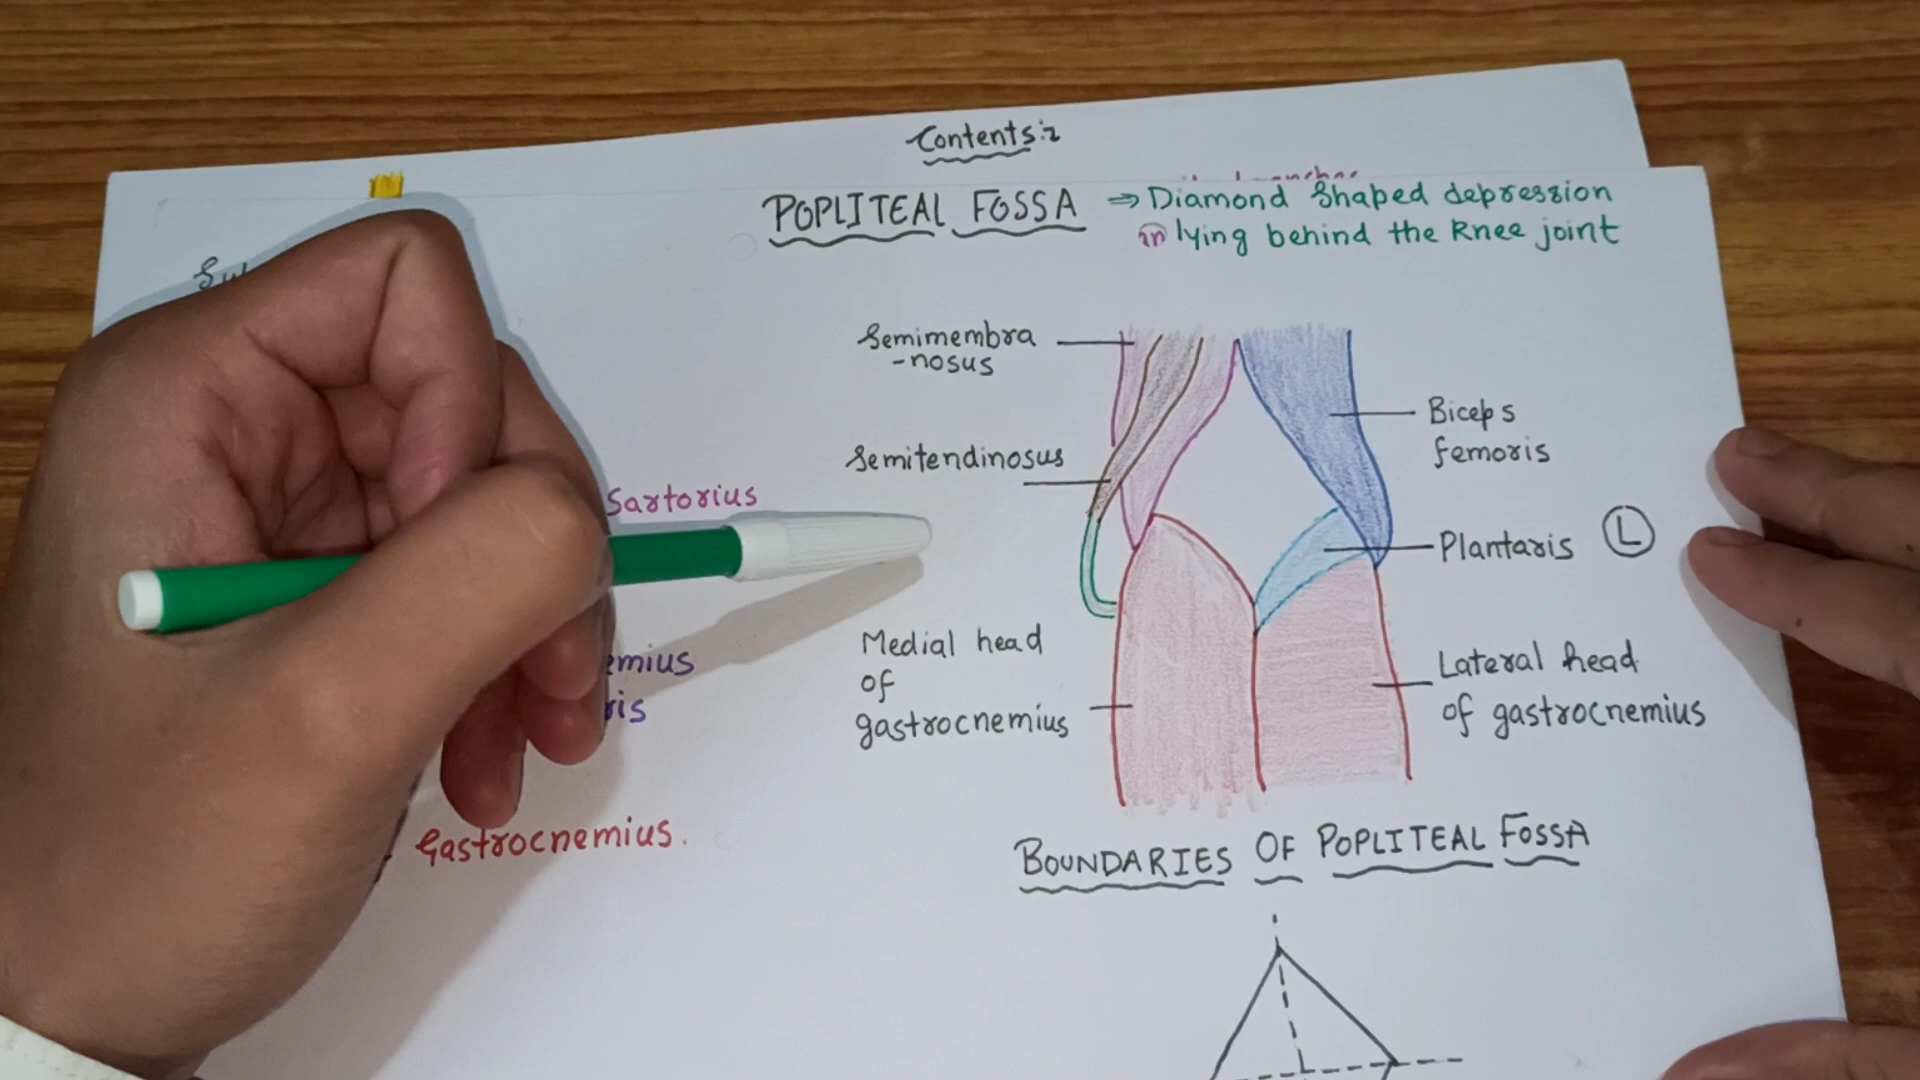 Contents:-
POPLITEAL FOSSA ⇒ Diamond shaped depression
in lying behind the Knee joint
Semimembra
-nosus
Biceps
femoris
Semitendinosus
Sartorius
Plantaris Ⓛ
Medial head
of
gastrocnemius
Lateral head
of gastrocnemius
Gastrocnemius.
BOUNDARIES OF POPLITEAL FOSSA